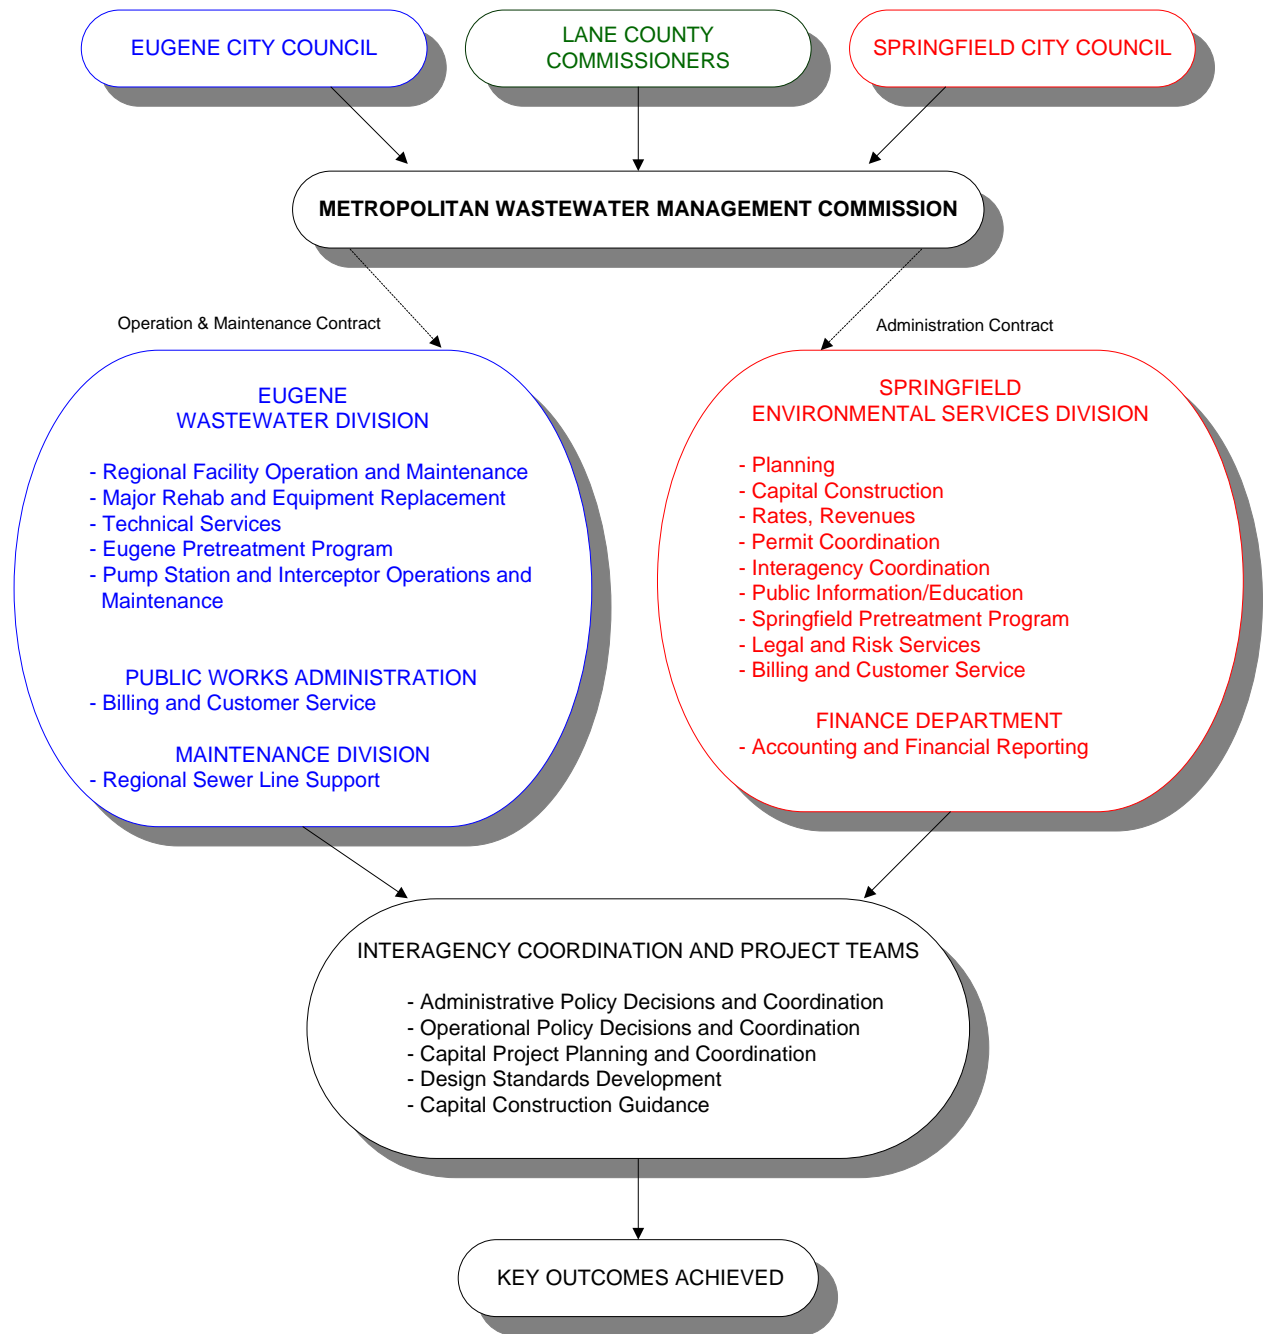 EUGENE CITY COUNCIL
LANE COUNTY
COMMISSIONERS
SPRINGFIELD CITY COUNCIL
METROPOLITAN WASTEWATER MANAGEMENT COMMISSION
Operation & Maintenance Contract
Administration Contract
EUGENE
WASTEWATER DIVISION
- Regional Facility Operation and Maintenance
- Major Rehab and Equipment Replacement
- Technical Services
- Eugene Pretreatment Program
- Pump Station and Interceptor Operations and
Maintenance
PUBLIC WORKS ADMINISTRATION
- Billing and Customer Service
MAINTENANCE DIVISION
- Regional Sewer Line Support
SPRINGFIELD
ENVIRONMENTAL SERVICES DIVISION
- Planning
- Capital Construction
- Rates, Revenues
- Permit Coordination
- Interagency Coordination
- Public Information/Education
- Springfield Pretreatment Program
- Legal and Risk Services
- Billing and Customer Service
FINANCE DEPARTMENT
- Accounting and Financial Reporting
INTERAGENCY COORDINATION AND PROJECT TEAMS
- Administrative Policy Decisions and Coordination
- Operational Policy Decisions and Coordination
- Capital Project Planning and Coordination
- Design Standards Development
- Capital Construction Guidance
KEY OUTCOMES ACHIEVED